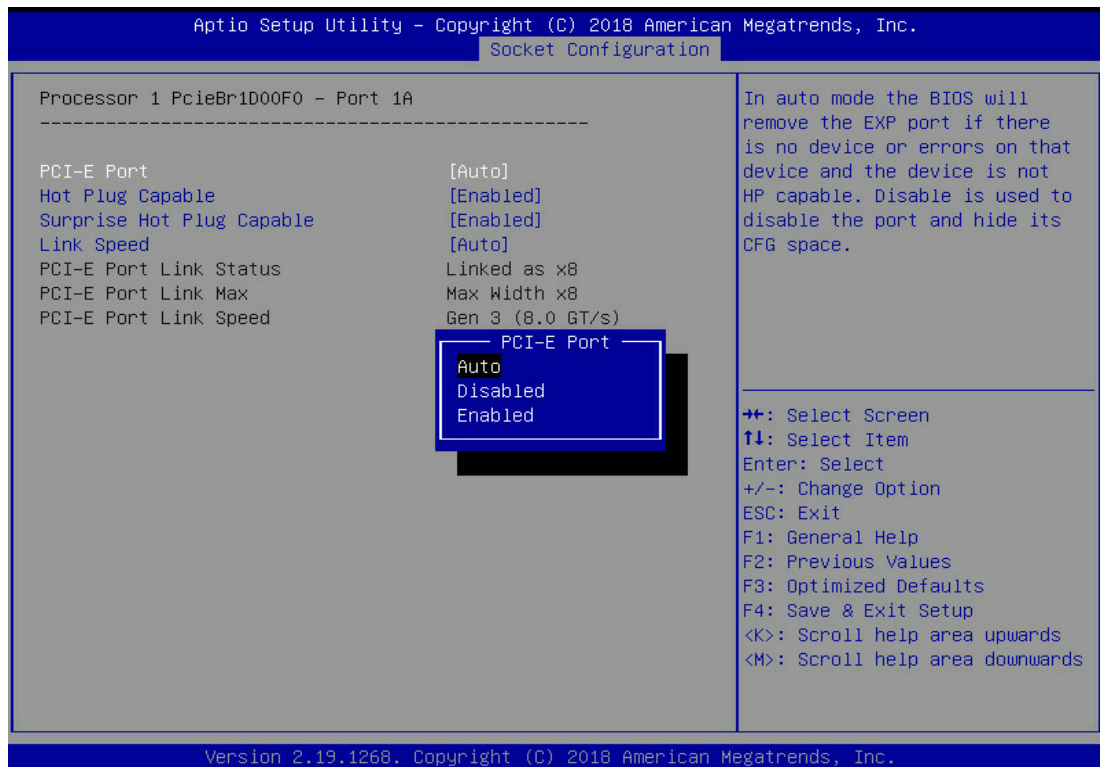 Aptio Setup Utility – Copyright (C) 2018 American Megatrends, Inc.
Socket Configuration
Processor 1 PcieBr1D00F0 – Port 1A
--------------------------------------------------
PCI-E Port [Auto]
Hot Plug Capable [Enabled]
Surprise Hot Plug Capable [Enabled]
Link Speed [Auto]
PCI-E Port Link Status Linked as x8
PCI-E Port Link Max Max Width x8
PCI-E Port Link Speed Gen 3 (8.0 GT/s)
PCI-E Port
Auto
Disabled
Enabled
In auto mode the BIOS will
remove the EXP port if there
is no device or errors on that
device and the device is not
HP capable. Disable is used to
disable the port and hide its
CFG space.
→←: Select Screen
↑↓: Select Item
Enter: Select
+/-: Change Option
ESC: Exit
F1: General Help
F2: Previous Values
F3: Optimized Defaults
F4: Save & Exit Setup
<K>: Scroll help area upwards
<M>: Scroll help area downwards
Version 2.19.1268. Copyright (C) 2018 American Megatrends, Inc.